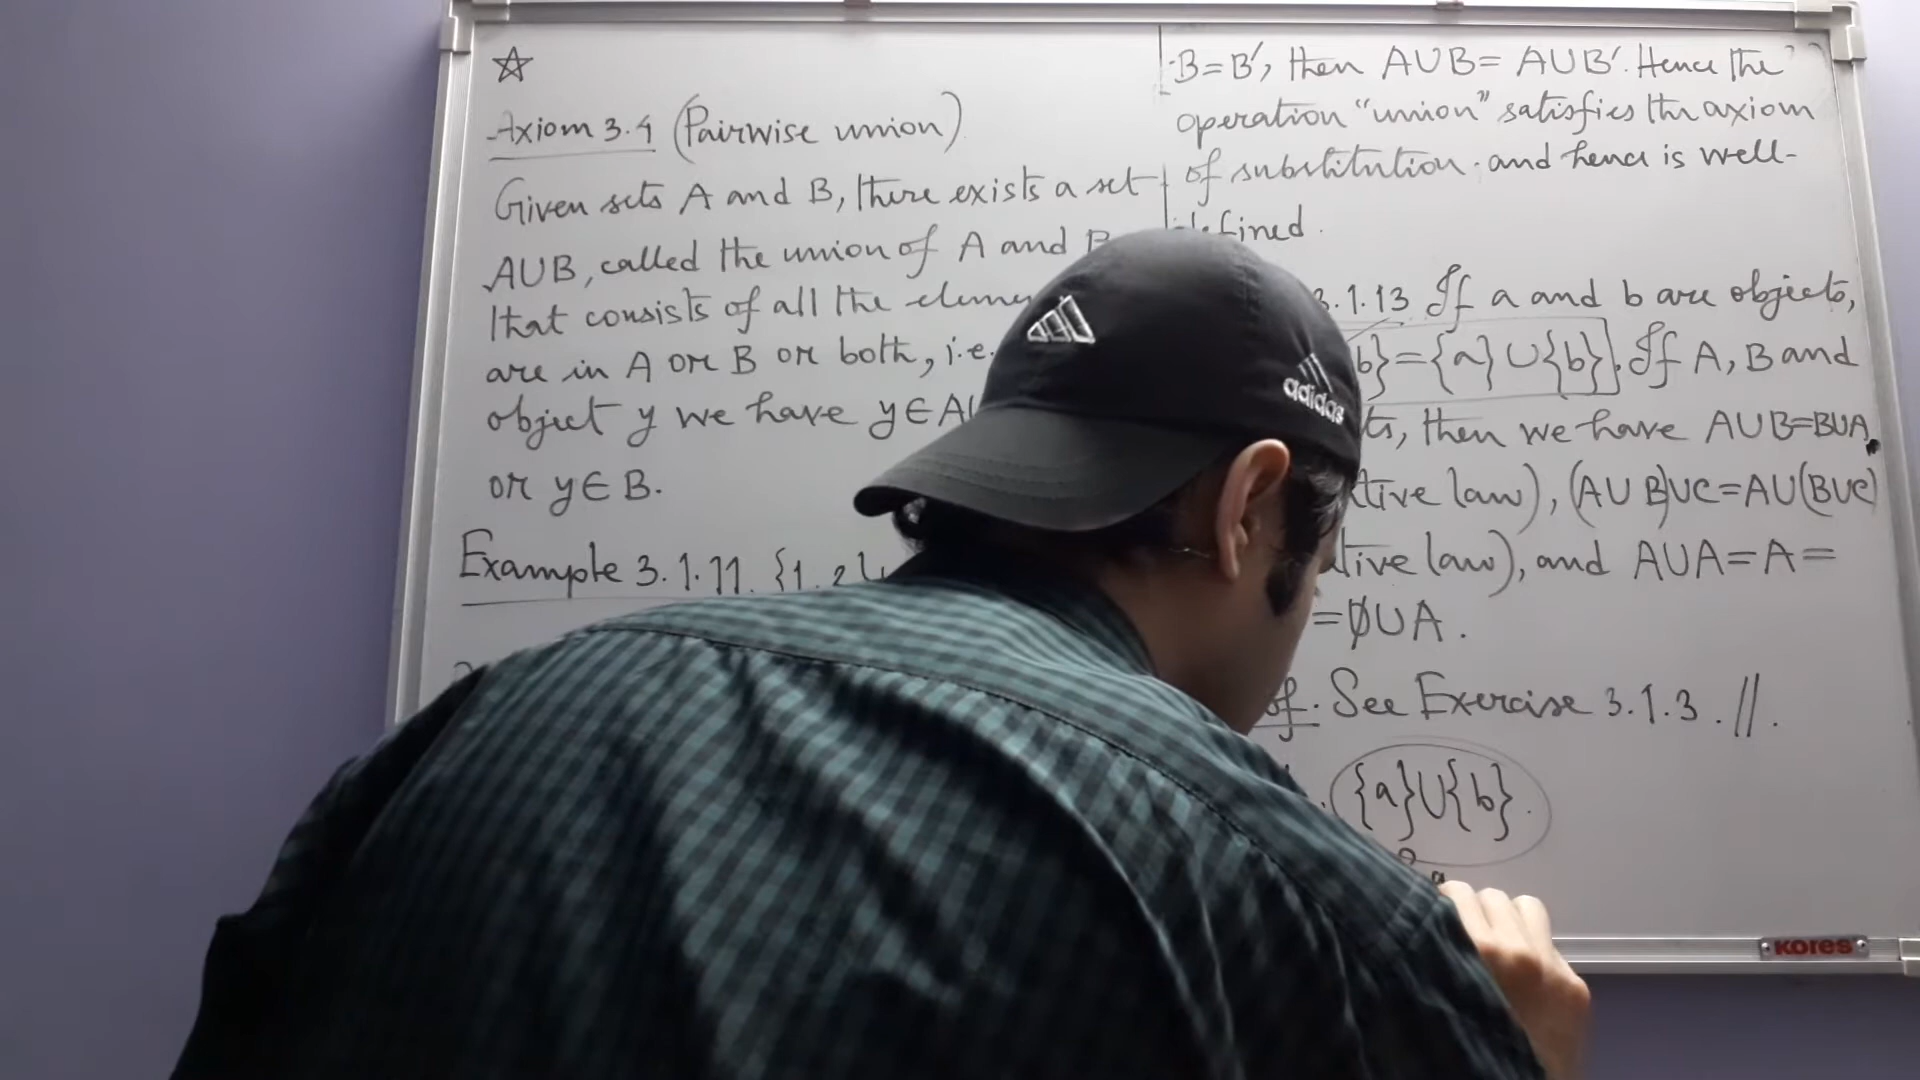 Axiom 3.4 (Pairwise union)
Given sets A and B, there exists a set
A∪B, called the union of A and B
that consists of all the
are in A or B or both, i.e.
object y we have y∈A
or y∈B.
Example 3.1.11. {1, 2}
B=B', then A∪B= A∪B'. Hence the
operation "union" satisfies the axiom
of substitution. and hence is well-
defined.
3.1.13 If a and b are objects,
b}={a}∪{b}. If A, B and
ts, then we have A∪B=B∪A
tive law), (A∪B)∪C=A∪(B∪C)
tive law), and A∪A=A=
=∅∪A.
of. See Exercise 3.1.3. //.
{a}∪{b}.
a
adidas
KORES